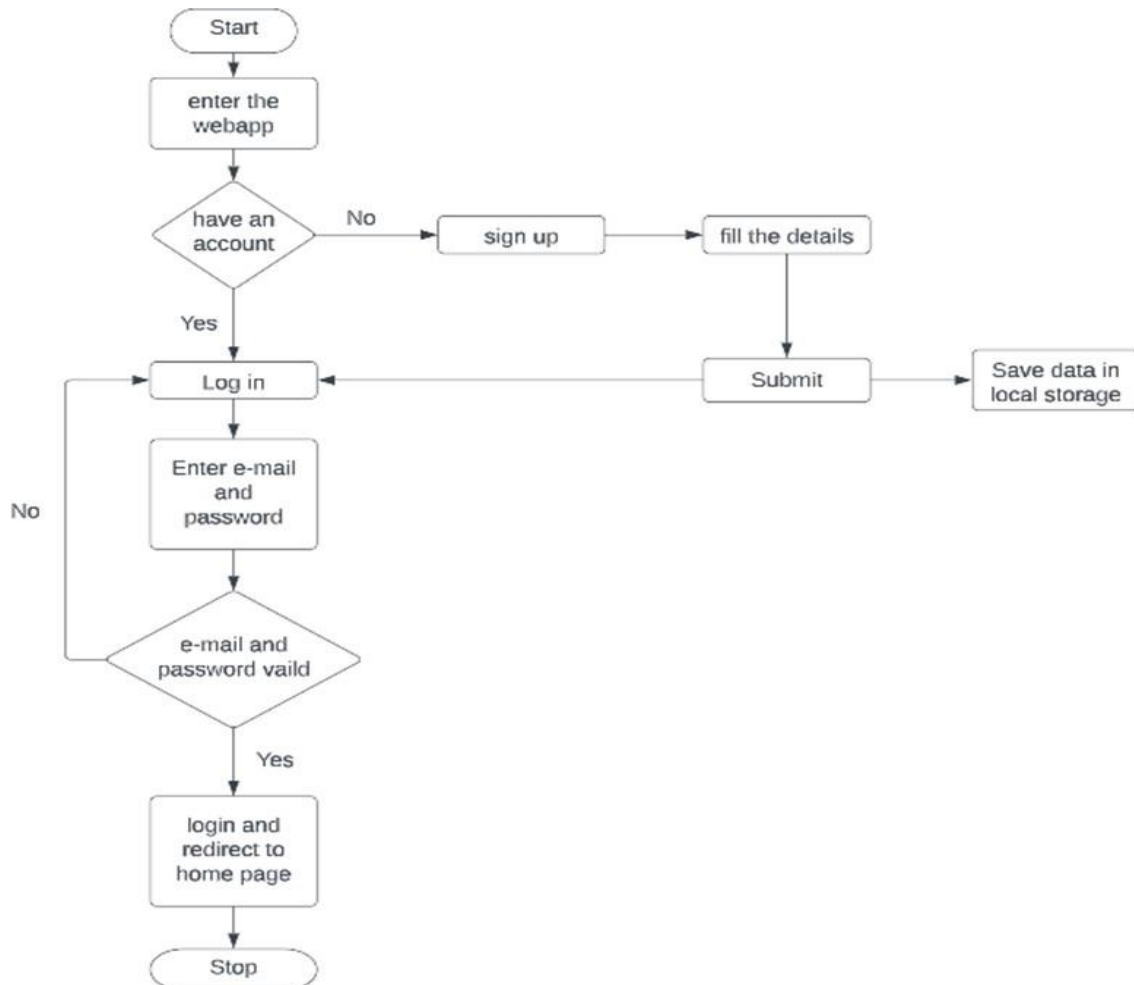 Start
enter the
webapp
have an
account
No
sign up
fill the details
Yes
Log in
Submit
Save data in
local storage
Enter e-mail
and
password
No
e-mail and
password vaild
Yes
login and
redirect to
home page
Stop